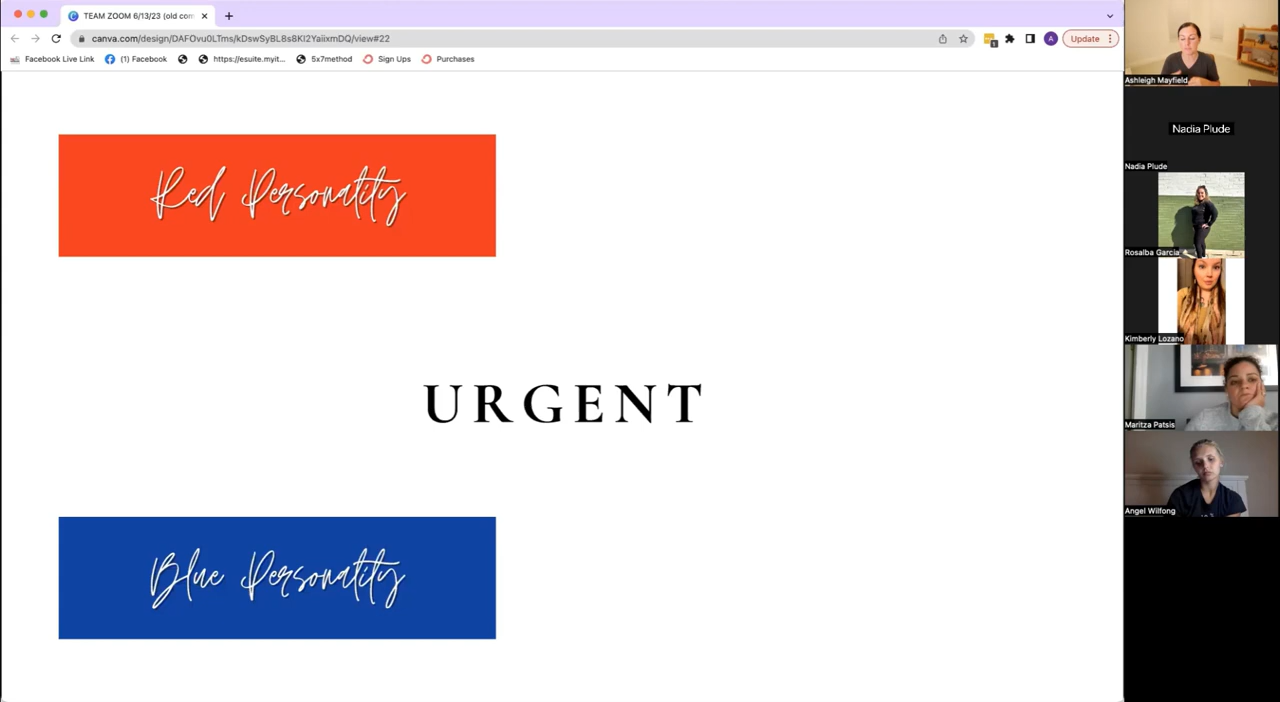 TEAM ZOOM 6/13/23 (old com
canva.com/design/DAFOvu0LTms/kDswSyBL8s8KI2YaiixmDQ/view#22
Update
Facebook Live Link
(1) Facebook
https://esuite.myit...
5x7method
Sign Ups
Purchases
Red Personality
URGENT
Blue Personality
Ashleigh Mayfield
Nadia Plude
Nadia Plude
Rosalba Garcia
Kimberly Lozano
Maritza Patsis
Angel Wilfong